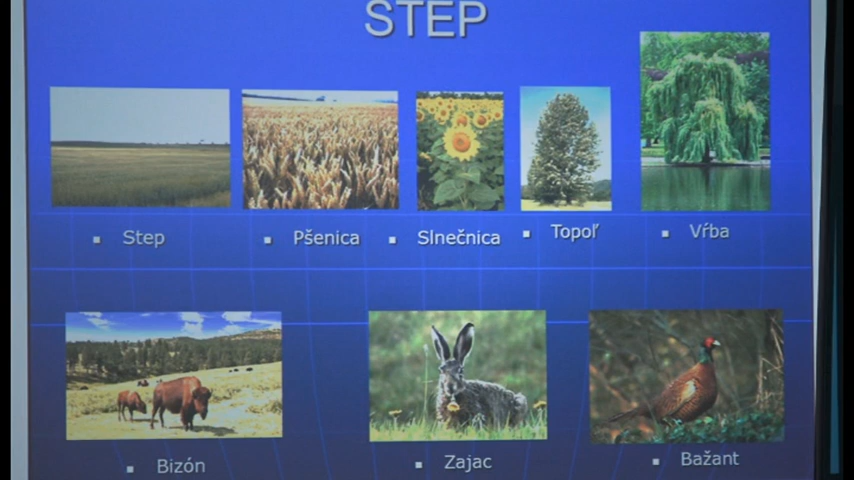 STEP
▪ Step
▪ Pšenica
▪ Slnečnica
▪ Topoľ
▪ Vŕba
▪ Bizón
▪ Zajac
▪ Bažant